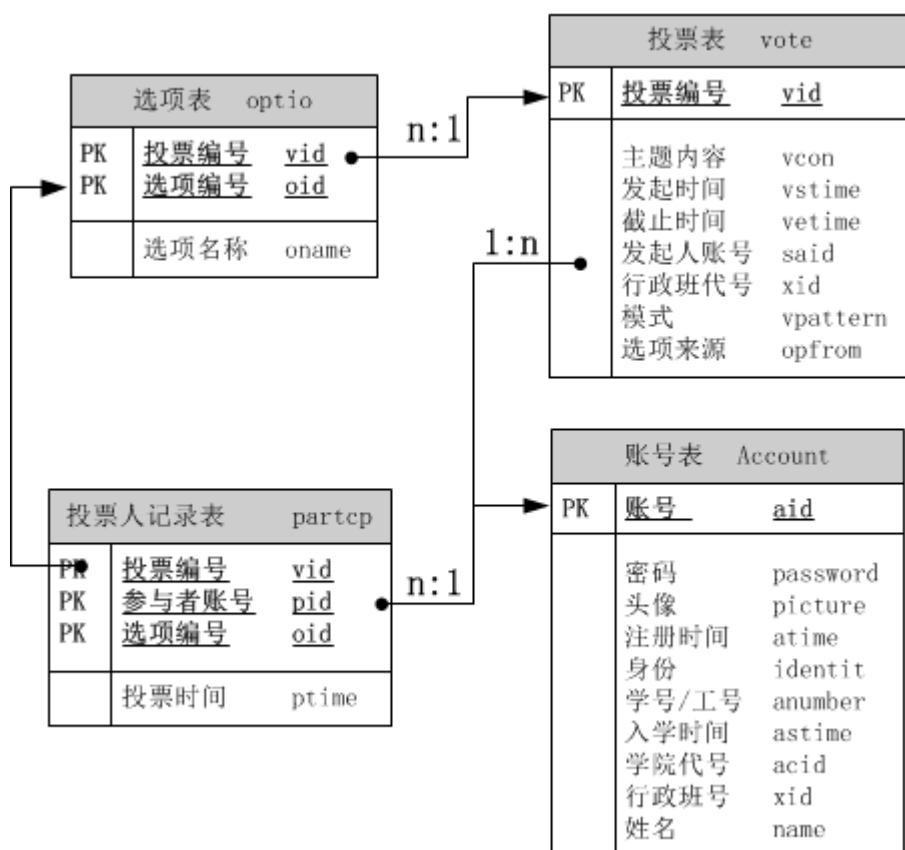 投票表 vote
PK 投票编号 vid
主题内容 vcon
发起时间 vstime
截止时间 vetime
发起人账号 said
行政班代号 xid
模式 vpattern
选项来源 opfrom
选项表 optio
PK 投票编号 vid
PK 选项编号 oid
选项名称 oname
n:1
1:n
账号表 Account
PK 账号 aid
密码 password
头像 picture
注册时间 atime
身份 identit
学号/工号 anumber
入学时间 astime
学院代号 acid
行政班号 xid
姓名 name
投票人记录表 partcp
PK 投票编号 vid
PK 参与者账号 pid
PK 选项编号 oid
投票时间 ptime
n:1